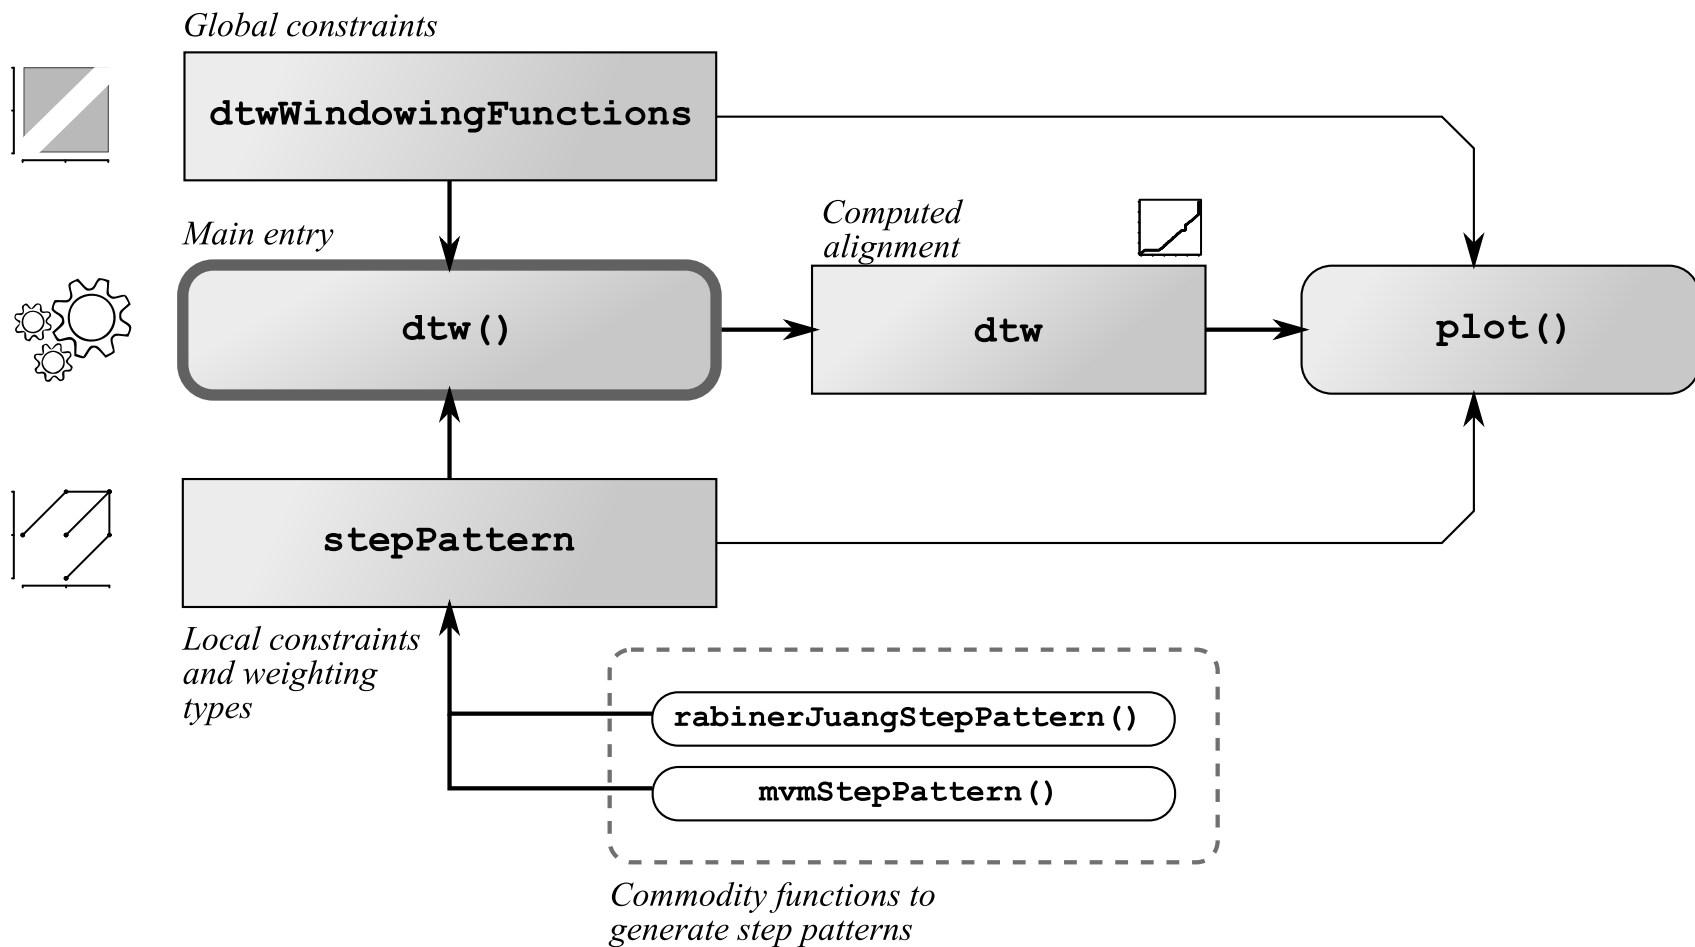 Global constraints
dtwWindowingFunctions
Main entry
Computed
alignment
dtw()
dtw
plot()
stepPattern
Local constraints
and weighting
types
rabinerJuangStepPattern()
mvmStepPattern()
Commodity functions to
generate step patterns